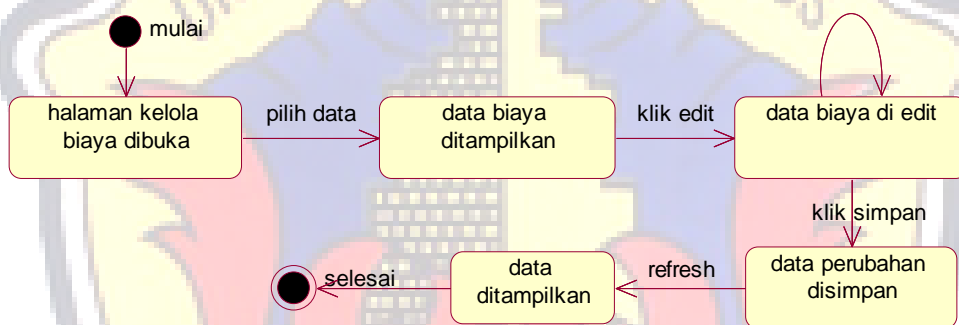 mulai
halaman kelola
biaya dibuka
pilih data
data biaya
ditampilkan
klik edit
data biaya di edit
klik simpan
data perubahan
disimpan
refresh
data
ditampilkan
selesai